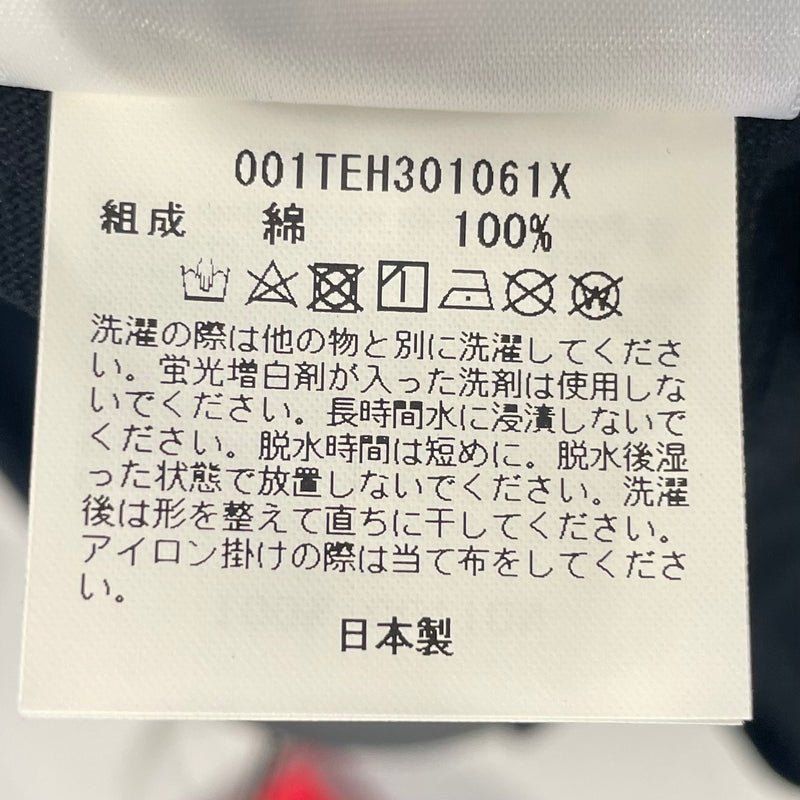 001TEH301061X
組成 綿 100%
洗濯の際は他の物と別に洗濯してくださ
い。蛍光増白剤が入った洗剤は使用しな
いでください。長時間水に浸漬しないで
ください。脱水時間は短めに。脱水後湿
った状態で放置しないでください。洗濯
後は形を整えて直ちに干してください。
アイロン掛けの際は当て布をしてくださ
い。
日本製